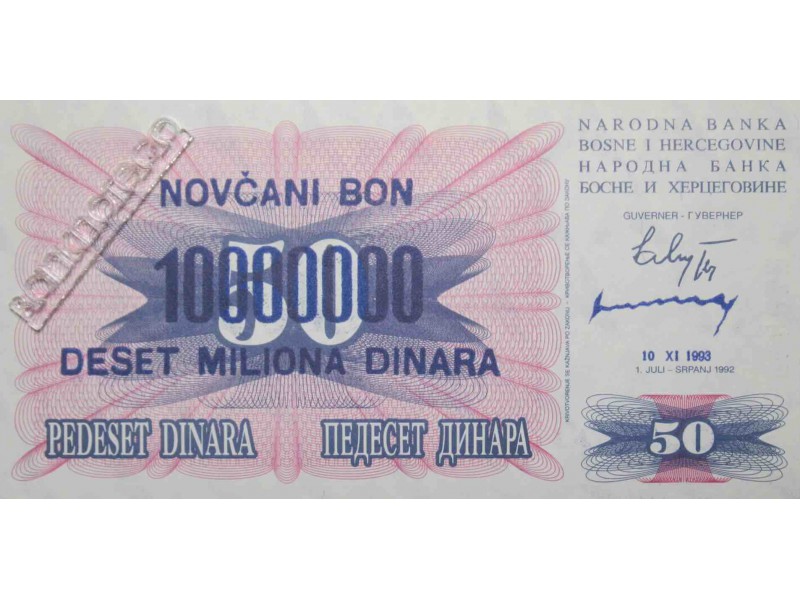 NARODNA BANKA
BOSNE I HERCEGOVINE
НАРОДНА БАНКА
БОСНЕ И ХЕРЦЕГОВИНЕ
GUVERNER - ГУВЕРНЕР
10 XI 1993
1. JULI - SRPANJ 1992
50
NOVČANI BON
10000000
50
DESET MILIONA DINARA
PEDESET DINARA
ПЕДЕСЕТ ДИНАРА